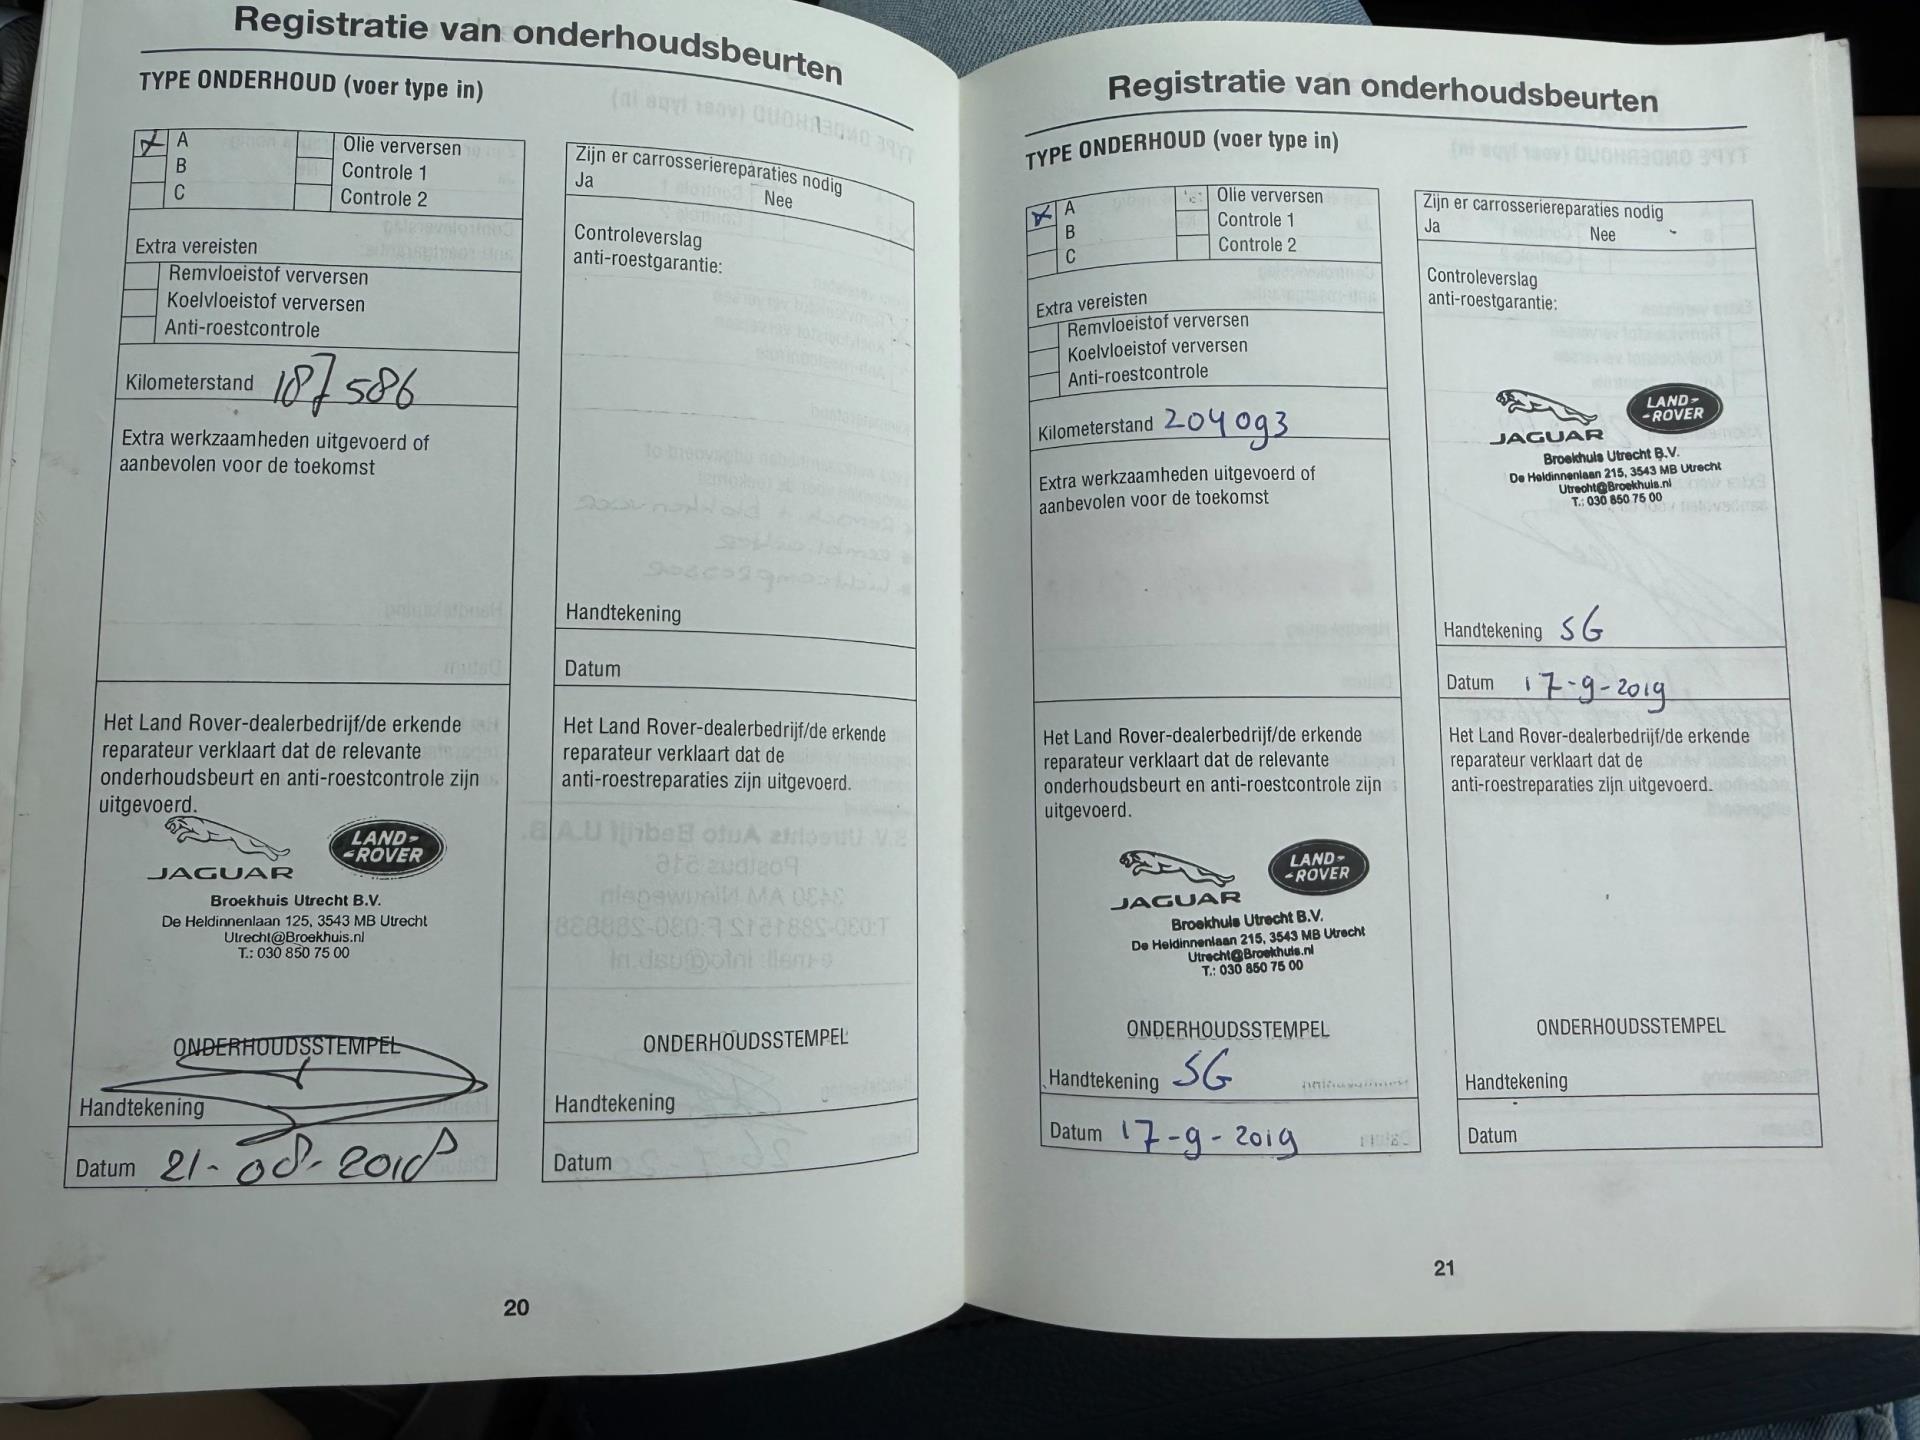 Registratie van onderhoudsbeurten
TYPE ONDERHOUD (voer type in)
A
B
C
Olie verversen
Controle 1
Controle 2
Extra vereisten
Remvloeistof verversen
Koelvloeistof verversen
Anti-roestcontrole
Kilometerstand 187586
Extra werkzaamheden uitgevoerd of
aanbevolen voor de toekomst
Het Land Rover-dealerbedrijf/de erkende
reparateur verklaart dat de relevante
onderhoudsbeurt en anti-roestcontrole zijn
uitgevoerd.
JAGUAR
LAND-
-ROVER
Broekhuis Utrecht B.V.
De Heldinnenlaan 125, 3543 MB Utrecht
Utrecht@Broekhuis.nl
T.: 030 850 75 00
ONDERHOUDSSTEMPEL
Handtekening
Datum 21-08-2018
Zijn er carrosseriereparaties nodig
Ja Nee
Controleverslag
anti-roestgarantie:
Handtekening
Datum
Het Land Rover-dealerbedrijf/de erkende
reparateur verklaart dat de
anti-roestreparaties zijn uitgevoerd.
ONDERHOUDSSTEMPEL
Handtekening
Datum
20
Registratie van onderhoudsbeurten
TYPE ONDERHOUD (voer type in)
A
B
C
Olie verversen
Controle 1
Controle 2
Extra vereisten
Remvloeistof verversen
Koelvloeistof verversen
Anti-roestcontrole
Kilometerstand 204093
Extra werkzaamheden uitgevoerd of
aanbevolen voor de toekomst
Het Land Rover-dealerbedrijf/de erkende
reparateur verklaart dat de relevante
onderhoudsbeurt en anti-roestcontrole zijn
uitgevoerd.
JAGUAR
LAND-
-ROVER
Broekhuis Utrecht B.V.
De Heldinnenlaan 215, 3543 MB Utrecht
Utrecht@Broekhuis.nl
T.: 030 850 75 00
ONDERHOUDSSTEMPEL
Handtekening SG
Datum 17-9-2019
Zijn er carrosseriereparaties nodig
Ja Nee
Controleverslag
anti-roestgarantie:
JAGUAR
LAND-
-ROVER
Broekhuis Utrecht B.V.
De Heldinnenlaan 215, 3543 MB Utrecht
Utrecht@Broekhuis.nl
T.: 030 850 75 00
Handtekening SG
Datum 17-9-2019
Het Land Rover-dealerbedrijf/de erkende
reparateur verklaart dat de
anti-roestreparaties zijn uitgevoerd.
ONDERHOUDSSTEMPEL
Handtekening
Datum
21